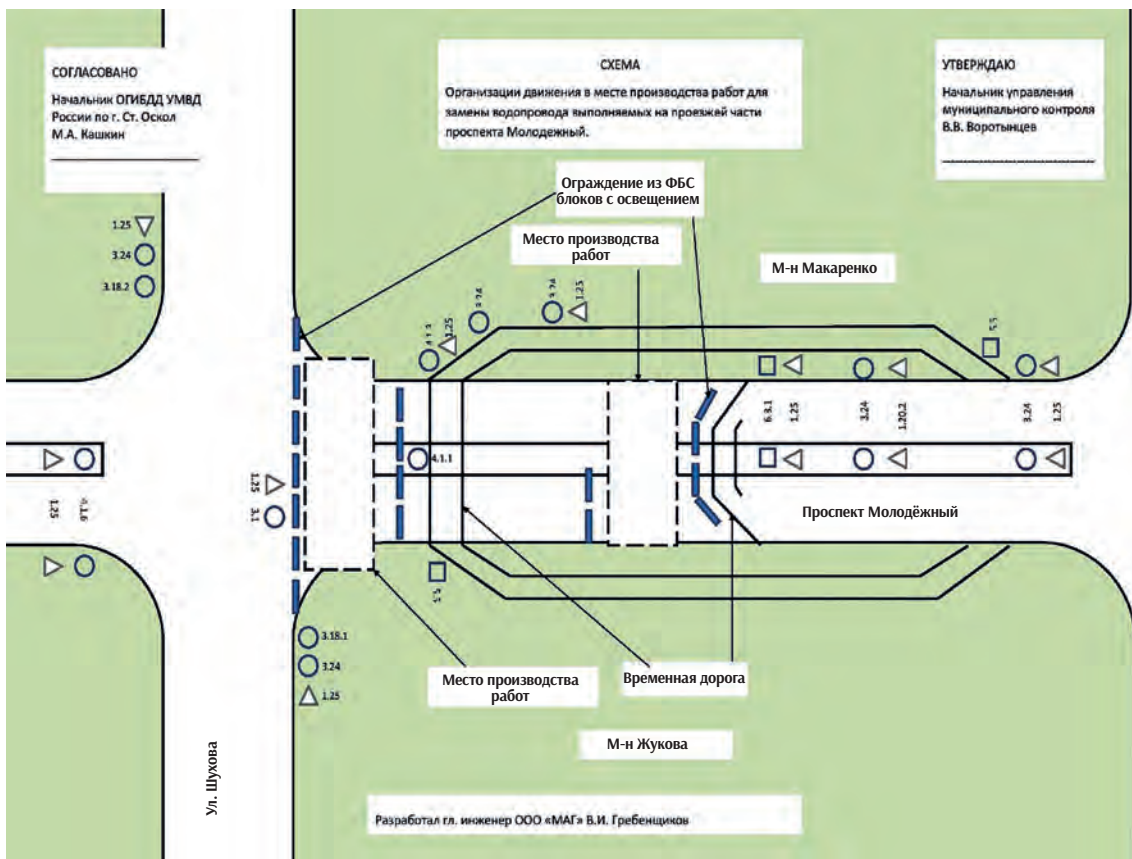 СОГЛАСОВАНО
Начальник ОГИБДД УМВД
России по г. Ст. Оскол
М.А. Кашкин
СХЕМА
Организации движения в месте производства работ для
замены водопровода выполняемых на проезжей части
проспекта Молодежный.
УТВЕРЖДАЮ
Начальник управления
муниципального контроля
В.В. Воротынцев
Ограждение из ФБС
блоков с освещением
Место производства
работ
М-н Макаренко
1.25
3.24
3.18.2
1.25
3.24
1.25
5.5
6.3.1
1.25
3.24
1.20.2
3.24
1.25
4.1.1
1.25
3.1
1.25
4.1.6
Проспект Молодёжный
3.18.1
3.24
1.25
Место производства
работ
Временная дорога
М-н Жукова
Ул. Шухова
Разработал гл. инженер ООО «МАГ» В.И. Гребенщиков